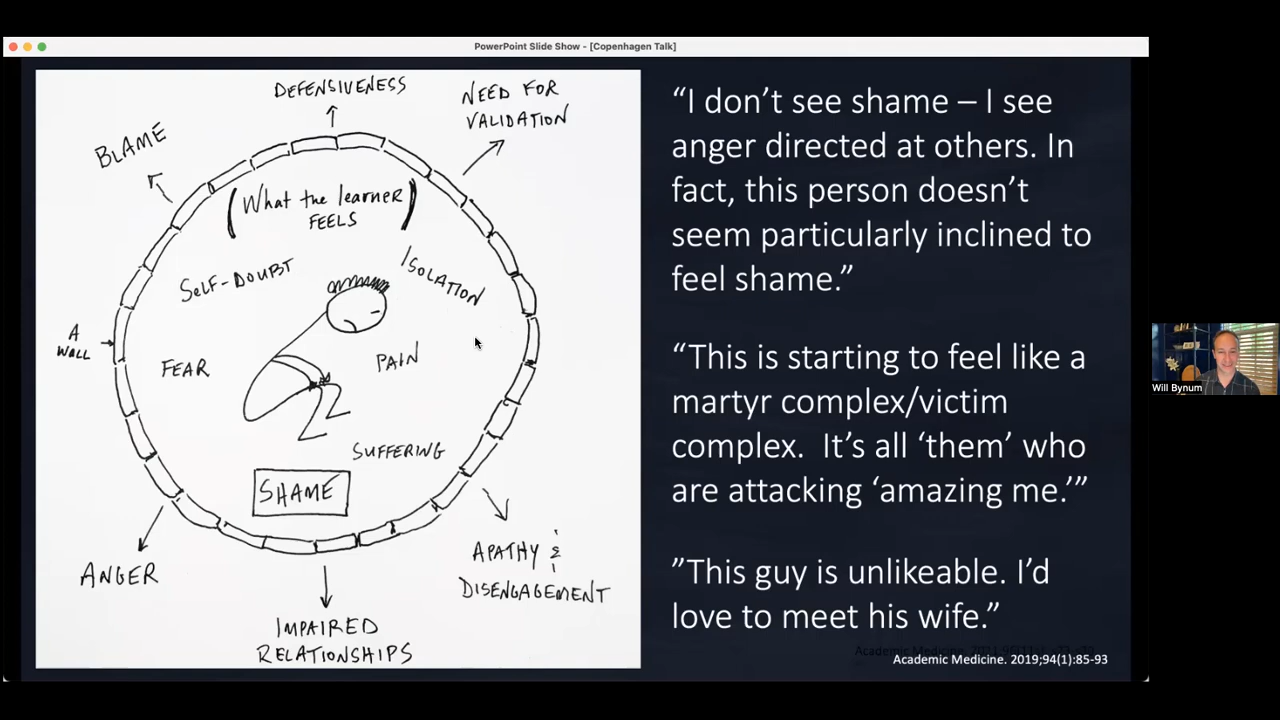 PowerPoint Slide Show - [Copenhagen Talk]
DEFENSIVENESS
NEED FOR
VALIDATION
BLAME
(What the learner
FEELS)
SELF-DOUBT
ISOLATION
A
WALL
FEAR
PAIN
SUFFERING
SHAME
ANGER
APATHY &
DISENGAGEMENT
IMPAIRED
RELATIONSHIPS
“I don’t see shame – I see
anger directed at others. In
fact, this person doesn’t
seem particularly inclined to
feel shame.”
“This is starting to feel like a
martyr complex/victim
complex.  It’s all ‘them’ who
are attacking ‘amazing me.’”
”This guy is unlikeable. I’d
love to meet his wife.”
Academic Medicine. 2019;94(1):85-93
Will Bynum